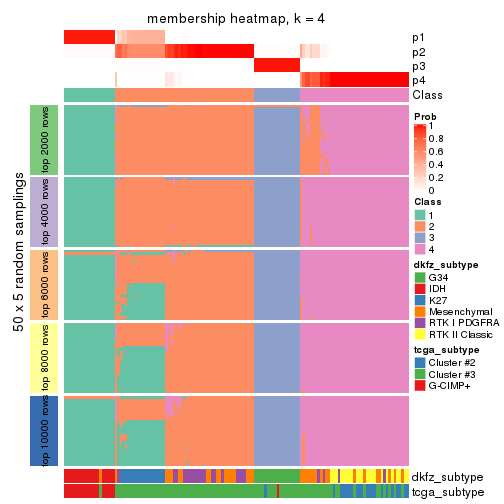 membership heatmap, k = 4
p1
p2
p3
p4
Class
50 x 5 random samplings
top 2000 rows
top 4000 rows
top 6000 rows
top 8000 rows
top 10000 rows
dkfz_subtype
tcga_subtype
Prob
1
0.8
0.6
0.4
0.2
0
Class
1
2
3
4
dkfz_subtype
G34
IDH
K27
Mesenchymal
RTK I PDGFRA
RTK II Classic
tcga_subtype
Cluster #2
Cluster #3
G-CIMP+